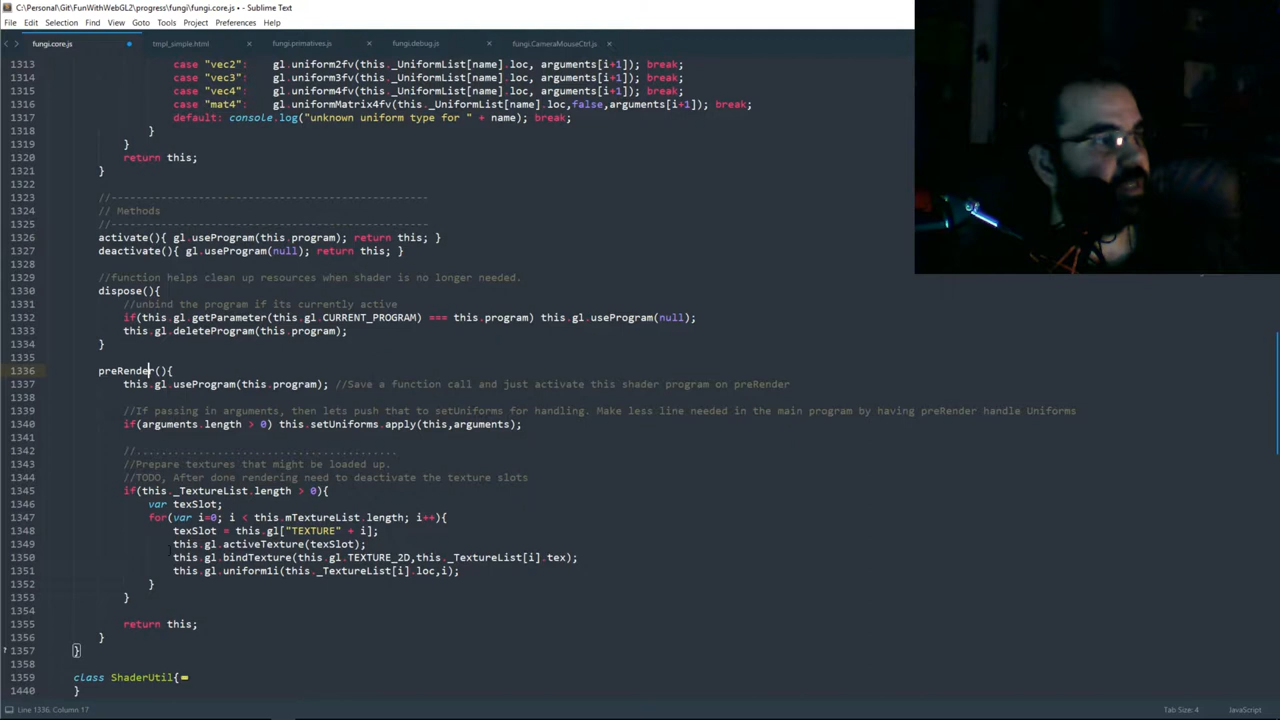 C:\Personal\Git\FunWithWebGL2\progress\fungi\fungi.core.js • - Sublime Text
File Edit Selection Find View Goto Tools Project Preferences Help
fungi.core.js tmpl_simple.html × fungi.primatives.js × fungi.debug.js × fungi.CameraMouseCtrl.js ×
1313 case "vec2": gl.uniform2fv(this._UniformList[name].loc, arguments[i+1]); break;
1314 case "vec3": gl.uniform3fv(this._UniformList[name].loc, arguments[i+1]); break;
1315 case "vec4": gl.uniform4fv(this._UniformList[name].loc, arguments[i+1]); break;
1316 case "mat4": gl.uniformMatrix4fv(this._UniformList[name].loc,false,arguments[i+1]); break;
1317 default: console.log("unknown uniform type for " + name); break;
1318 }
1319 }
1320 return this;
1321 }
1322
1323 //---------------------------------------------------
1324 // Methods
1325 //---------------------------------------------------
1326 activate(){ gl.useProgram(this.program); return this; }
1327 deactivate(){ gl.useProgram(null); return this; }
1328
1329 //function helps clean up resources when shader is no longer needed.
1330 dispose(){
1331 //unbind the program if its currently active
1332 if(this.gl.getParameter(this.gl.CURRENT_PROGRAM) === this.program) this.gl.useProgram(null);
1333 this.gl.deleteProgram(this.program);
1334 }
1335
1336 preRender(){
1337 this.gl.useProgram(this.program); //Save a function call and just activate this shader program on preRender
1338
1339 //If passing in arguments, then lets push that to setUniforms for handling. Make less line needed in the main program by having preRender handle Uniforms
1340 if(arguments.length > 0) this.setUniforms.apply(this,arguments);
1341
1342 //..........................................
1343 //Prepare textures that might be loaded up.
1344 //TODO, After done rendering need to deactivate the texture slots
1345 if(this._TextureList.length > 0){
1346 var texSlot;
1347 for(var i=0; i < this.mTextureList.length; i++){
1348 texSlot = this.gl["TEXTURE" + i];
1349 this.gl.activeTexture(texSlot);
1350 this.gl.bindTexture(this.gl.TEXTURE_2D,this._TextureList[i].tex);
1351 this.gl.uniform1i(this._TextureList[i].loc,i);
1352 }
1353 }
1354
1355 return this;
1356 }
1357 }
1358
1359 class ShaderUtil{
1440 }
Line 1336, Column 17 Tab Size: 4 JavaScript